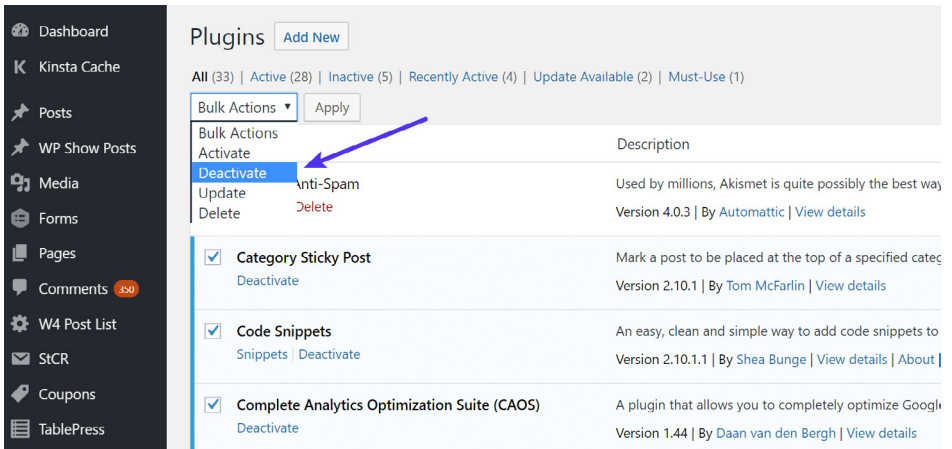 Dashboard
Kinsta Cache
Posts
WP Show Posts
Media
Forms
Pages
Comments 350
W4 Post List
StCR
Coupons
TablePress
Plugins Add New
All (33) | Active (28) | Inactive (5) | Recently Active (4) | Update Available (2) | Must-Use (1)
Bulk Actions Apply
Bulk Actions
Activate
Deactivate
Update
Delete
Description
Anti-Spam
Delete
Used by millions, Akismet is quite possibly the best way
Version 4.0.3 | By Automattic | View details
Category Sticky Post
Deactivate
Mark a post to be placed at the top of a specified
Version 2.10.1 | By Tom McFarlin | View details
Code Snippets
Snippets | Deactivate
An easy, clean and simple way to add code snippets to
Version 2.10.1.1 | By Shea Bunge | View details | About |
Complete Analytics Optimization Suite (CAOS)
Deactivate
A plugin that allows you to completely optimize
Version 1.44 | By Daan van den Bergh | View details